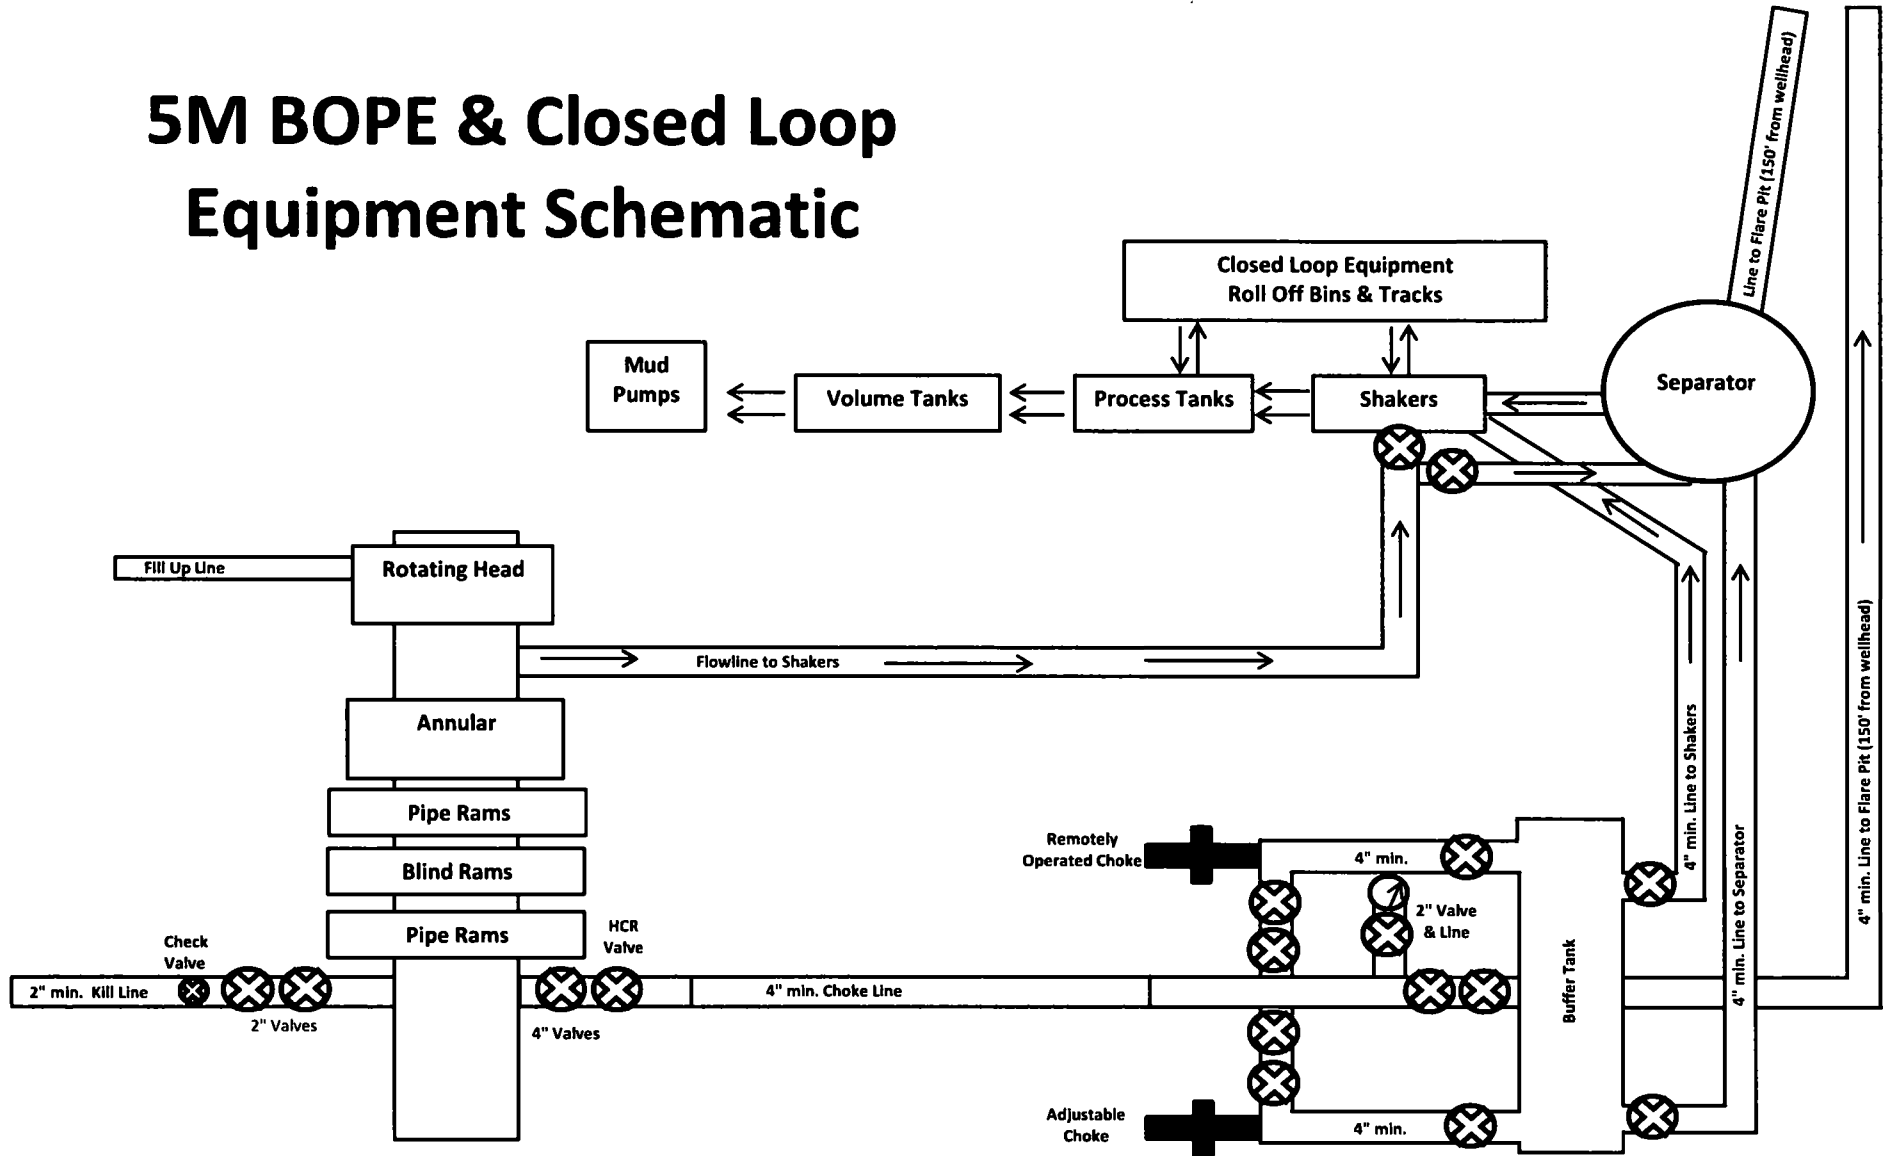 5M BOPE & Closed Loop
Equipment Schematic
Line to Flare Pit (150' from wellhead)
Closed Loop Equipment
Roll Off Bins & Tracks
Mud
Pumps
Volume Tanks
Process Tanks
Shakers
Separator
Fill Up Line
Rotating Head
Flowline to Shakers
Annular
Pipe Rams
Blind Rams
Pipe Rams
Check
Valve
HCR
Valve
2" min. Kill Line
2" Valves
4" Valves
4" min. Choke Line
Remotely
Operated Choke
4" min.
2" Valve
& Line
Adjustable
Choke
4" min.
Buffer Tank
4" min. Line to Shakers
4" min. Line to Separator
4" min. Line to Flare Pit (150' from wellhead)